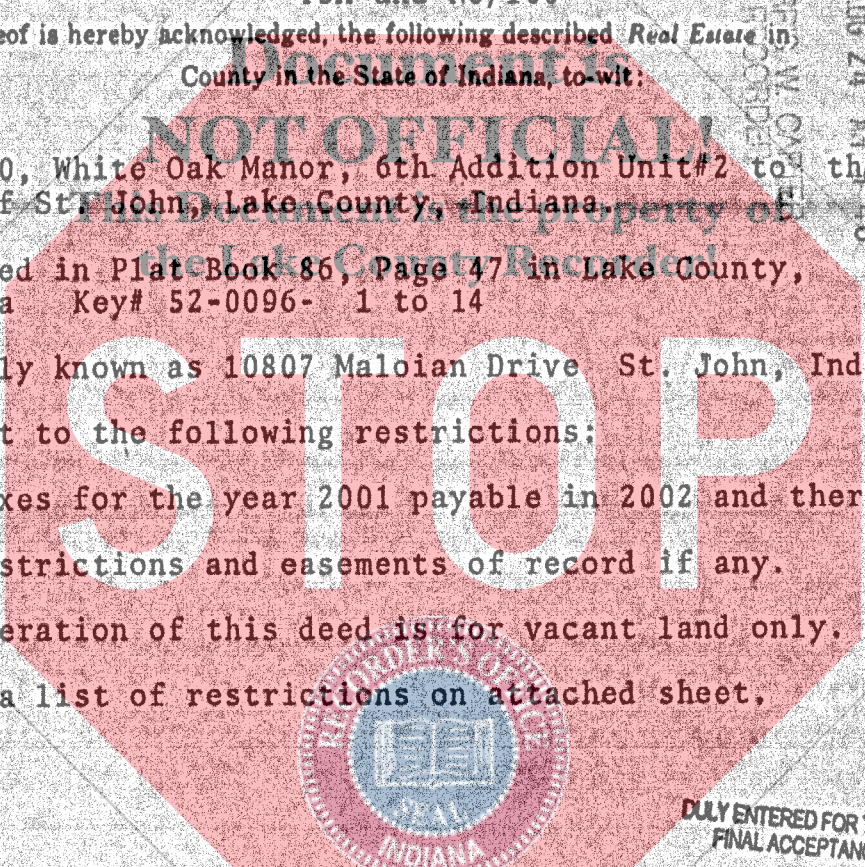 Ten and No/100
eof is hereby acknowledged, the following described Real Estate in
County in the State of Indiana, to-wit:
Document is
NOT OFFICIAL!
This Document is the property of
the Lake County Recorder!
0, White Oak Manor, 6th Addition Unit#2 to th
f St. John, Lake County, Indiana.
ed in Plat Book 86, Page 47 in Lake County,
a Key# 52-0096- 1 to 14
ly known as 10807 Maloian Drive St. John, Ind
t to the following restrictions:
xes for the year 2001 payable in 2002 and ther
strictions and easements of record if any.
eration of this deed is for vacant land only.
a list of restrictions on attached sheet.
STOP
RECORDER'S OFFICE
SEAL
INDIANA
DULY ENTERED FOR
FINAL ACCEPTAN
W. CARTER
RECORDER